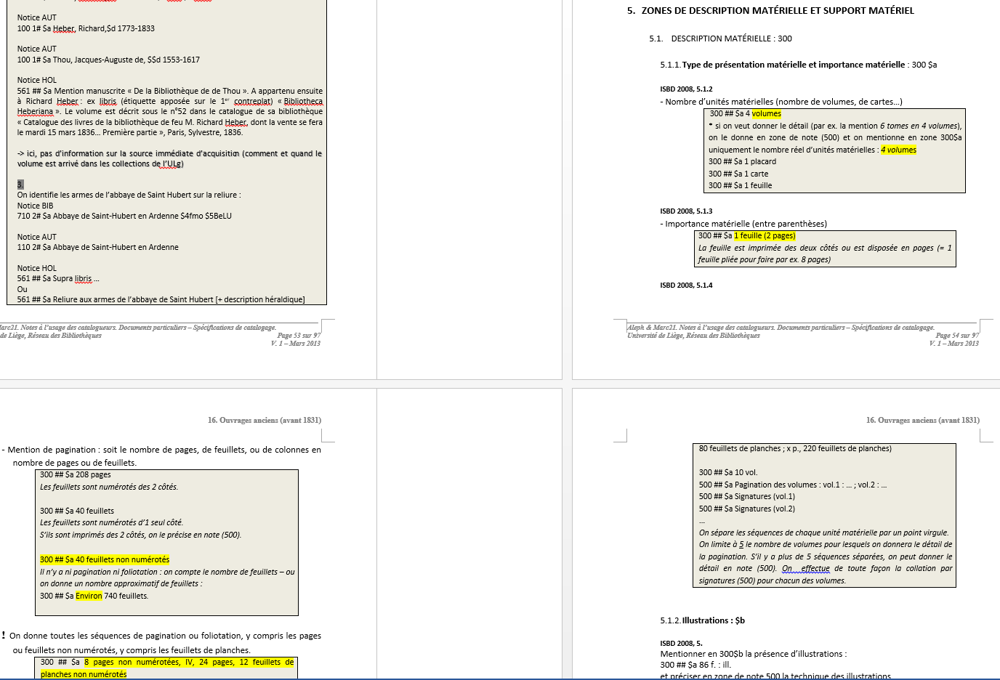 Notice AUT
100 1# $a Heber, Richard,$d 1773-1833
Notice AUT
100 1# $a Thou, Jacques-Auguste de, $$d 1553-1617
Notice HOL
561 ## $a Mention manuscrite « De la Bibliothèque de de Thou ». A appartenu ensuite
à Richard Heber : ex libris (étiquette apposée sur le 1er contreplat) « Bibliotheca
Heberiana ». Le volume est décrit sous le n°52 dans le catalogue de sa bibliothèque
« Catalogue des livres de la bibliothèque de feu M. Richard Heber, dont la vente se fera
le mardi 15 mars 1836... Première partie », Paris, Sylvestre, 1836.
-> ici, pas d'information sur la source immédiate d'acquisition (comment et quand le
volume est arrivé dans les collections de l'ULg)
3.
On identifie les armes de l'abbaye de Saint Hubert sur la reliure :
Notice BIB
710 2# $a Abbaye de Saint-Hubert en Ardenne $4fmo $5BeLU
Notice AUT
110 2# $a Abbaye de Saint-Hubert en Ardenne
Notice HOL
561 ## $a Supra libris ...
Ou
561 ## $a Reliure aux armes de l'abbaye de Saint Hubert [+ description héraldique]
Marc21. Notes à l'usage des catalogueurs. Documents particuliers – Spécifications de catalogage.
de Liège, Réseau des Bibliothèques
Page 53 sur 97
V. 1 – Mars 2013
5. ZONES DE DESCRIPTION MATÉRIELLE ET SUPPORT MATÉRIEL
5.1. DESCRIPTION MATÉRIELLE : 300
5.1.1.Type de présentation matérielle et importance matérielle : 300 $a
ISBD 2008, 5.1.2
- Nombre d'unités matérielles (nombre de volumes, de cartes...)
300 ## $a 4 volumes
* si on veut donner le détail (par ex. la mention 6 tomes en 4 volumes),
on le donne en zone de note (500) et on mentionne en zone 300$a
uniquement le nombre réel d'unités matérielles : 4 volumes
300 ## $a 1 placard
300 ## $a 1 carte
300 ## $a 1 feuille
ISBD 2008, 5.1.3
- Importance matérielle (entre parenthèses)
300 ## $a 1 feuille (2 pages)
La feuille est imprimée des deux côtés ou est disposée en pages (= 1
feuille pliée pour faire par ex. 8 pages)
ISBD 2008, 5.1.4
Aleph & Marc21. Notes à l'usage des catalogueurs. Documents particuliers – Spécifications de catalogage.
Université de Liège, Réseau des Bibliothèques
Page 54 sur 97
V. 1 – Mars 2013
16. Ouvrages anciens (avant 1831)
- Mention de pagination : soit le nombre de pages, de feuillets, ou de colonnes en
nombre de pages ou de feuillets.
300 ## $a 208 pages
Les feuillets sont numérotés des 2 côtés.
300 ## $a 40 feuillets
Les feuillets sont numérotés d'1 seul côté.
S'ils sont imprimés des 2 côtés, on le précise en note (500).
300 ## $a 40 feuillets non numérotés
Il n'y a ni pagination ni foliotation : on compte le nombre de feuillets – ou
on donne un nombre approximatif de feuillets :
300 ## $a Environ 740 feuillets.
! On donne toutes les séquences de pagination ou foliotation, y compris les pages
ou feuillets non numérotés, y compris les feuillets de planches.
300 ## $a 8 pages non numérotées, IV, 24 pages, 12 feuillets de
planches non numérotés
16. Ouvrages anciens (avant 1831)
80 feuillets de planches ; x p., 220 feuillets de planches)
300 ## $a 10 vol.
500 ## $a Pagination des volumes : vol.1 : ... ; vol.2 : ...
500 ## $a Signatures (vol.1)
500 ## $a Signatures (vol.2)
...
On sépare les séquences de chaque unité matérielle par un point virgule.
On limite à 5 le nombre de volumes pour lesquels on donnera le détail de
la pagination. S'il y a plus de 5 séquences séparées, on peut donner le
détail en note (500). On effectue de toute façon la collation par
signatures (500) pour chacun des volumes.
5.1.2.Illustrations : $b
ISBD 2008, 5.
Mentionner en 300$b la présence d'illustrations :
300 ## $a 86 f. : ill.
et préciser en zone de note 500 la technique des illustrations